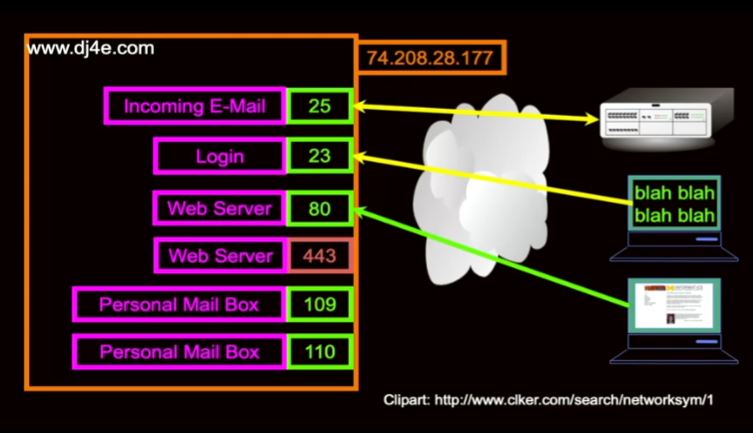 www.dj4e.com
74.208.28.177
Incoming E-Mail 25
Login 23
blah blah
blah blah
Web Server 80
Web Server 443
Personal Mail Box 109
Personal Mail Box 110
Clipart: http://www.clker.com/search/networksym/1